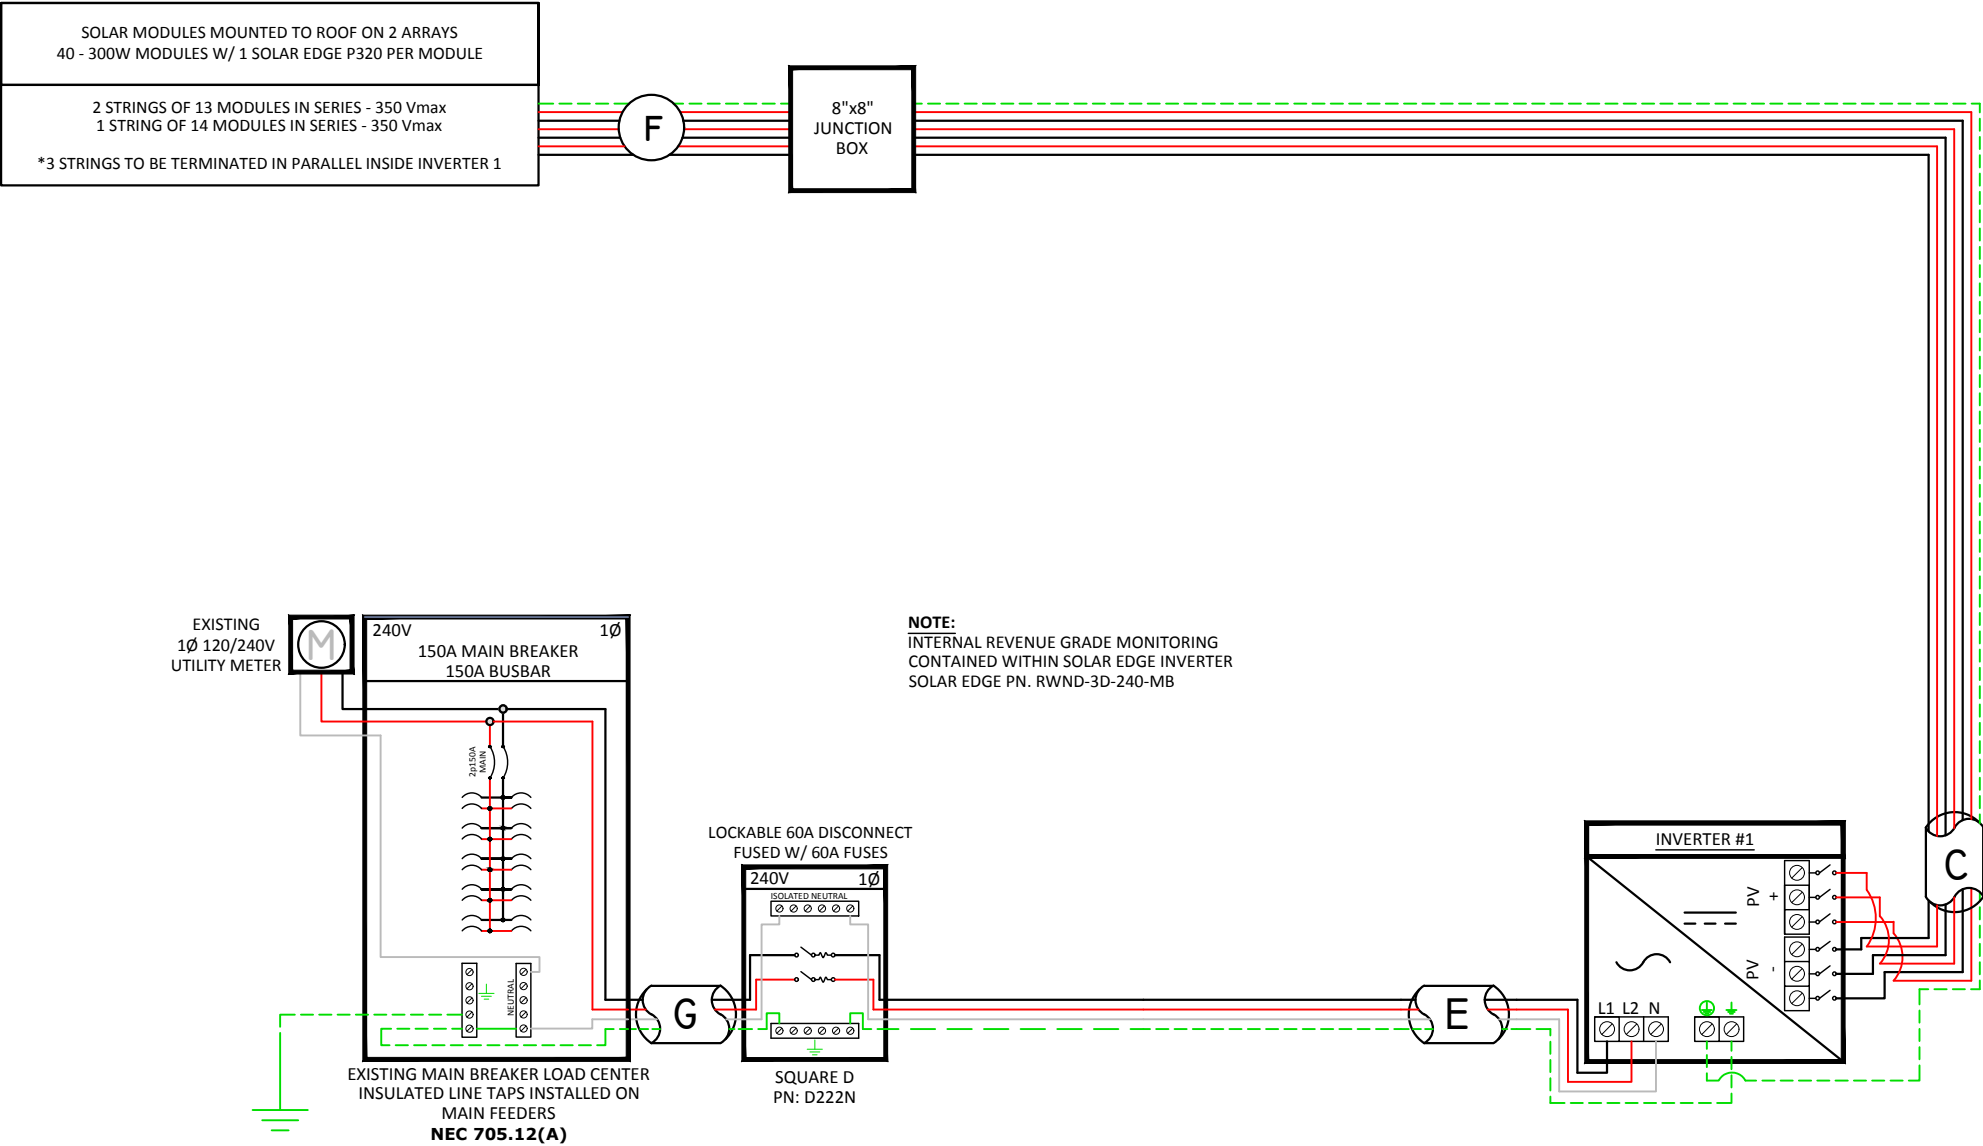 SOLAR MODULES MOUNTED TO ROOF ON 2 ARRAYS
40 - 300W MODULES W/ 1 SOLAR EDGE P320 PER MODULE
2 STRINGS OF 13 MODULES IN SERIES - 350 Vmax
1 STRING OF 14 MODULES IN SERIES - 350 Vmax
*3 STRINGS TO BE TERMINATED IN PARALLEL INSIDE INVERTER 1
F
8"x8"
JUNCTION
BOX
EXISTING
1Ø 120/240V
UTILITY METER
M
240V
1Ø
150A MAIN BREAKER
150A BUSBAR
2p150A
MAIN
NEUTRAL
EXISTING MAIN BREAKER LOAD CENTER
INSULATED LINE TAPS INSTALLED ON
MAIN FEEDERS
NEC 705.12(A)
G
LOCKABLE 60A DISCONNECT
FUSED W/ 60A FUSES
240V
1Ø
ISOLATED NEUTRAL
SQUARE D
PN: D222N
NOTE:
INTERNAL REVENUE GRADE MONITORING
CONTAINED WITHIN SOLAR EDGE INVERTER
SOLAR EDGE PN. RWND-3D-240-MB
E
INVERTER #1
PV +
PV -
L1 L2 N
C